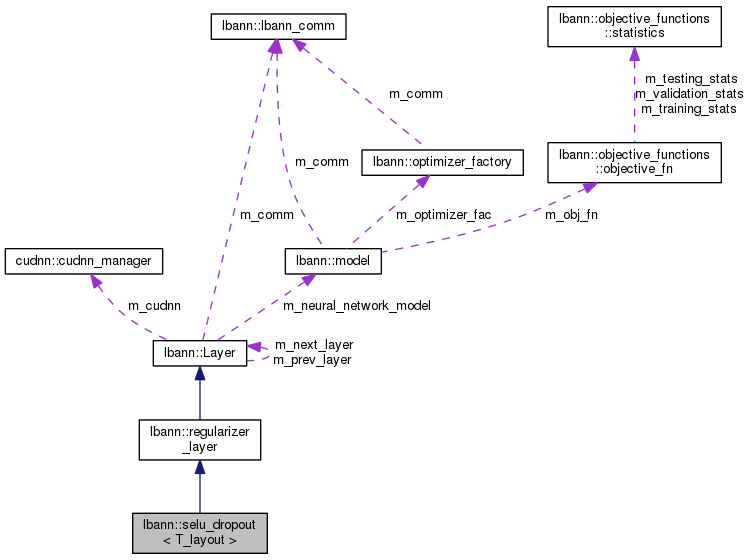 lbann::lbann_comm
lbann::objective_functions
::statistics
m_testing_stats
m_validation_stats
m_training_stats
m_comm
lbann::optimizer_factory
lbann::objective_functions
::objective_fn
m_comm
m_comm
m_optimizer_fac
m_obj_fn
cudnn::cudnn_manager
lbann::model
m_cudnn
m_neural_network_model
lbann::Layer
m_next_layer
m_prev_layer
lbann::regularizer
_layer
lbann::selu_dropout
< T_layout >